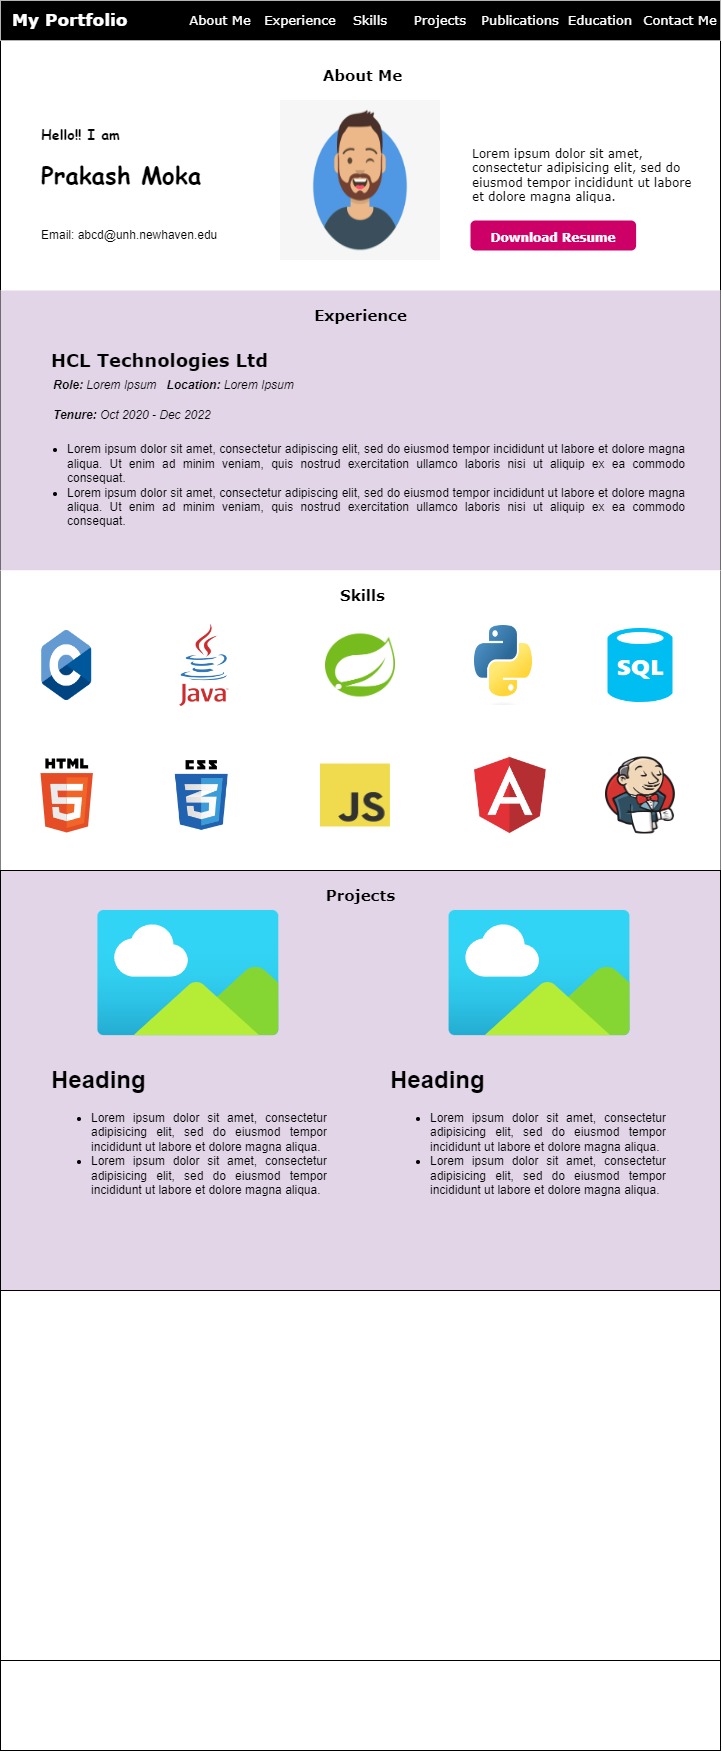 My Portfolio About Me Experience Skills Projects Publications Education Contact Me
About Me
Hello!! I am
Prakash Moka
Email: abcd@unh.newhaven.edu
Lorem ipsum dolor sit amet,
consectetur adipisicing elit, sed do
eiusmod tempor incididunt ut labore
et dolore magna aliqua.
Download Resume
Experience
HCL Technologies Ltd
Role: Lorem Ipsum Location: Lorem Ipsum
Tenure: Oct 2020 - Dec 2022
• Lorem ipsum dolor sit amet, consectetur adipiscing elit, sed do eiusmod tempor incididunt ut labore et dolore magna
aliqua. Ut enim ad minim veniam, quis nostrud exercitation ullamco laboris nisi ut aliquip ex ea commodo
consequat.
• Lorem ipsum dolor sit amet, consectetur adipiscing elit, sed do eiusmod tempor incididunt ut labore et dolore magna
aliqua. Ut enim ad minim veniam, quis nostrud exercitation ullamco laboris nisi ut aliquip ex ea commodo
consequat.
Skills
C
Java
SQL
HTML
5
CSS
3
JS
A
Projects
Heading
• Lorem ipsum dolor sit amet, consectetur
adipisicing elit, sed do eiusmod tempor
incididunt ut labore et dolore magna aliqua.
• Lorem ipsum dolor sit amet, consectetur
adipisicing elit, sed do eiusmod tempor
incididunt ut labore et dolore magna aliqua.
Heading
• Lorem ipsum dolor sit amet, consectetur
adipisicing elit, sed do eiusmod tempor
incididunt ut labore et dolore magna aliqua.
• Lorem ipsum dolor sit amet, consectetur
adipisicing elit, sed do eiusmod tempor
incididunt ut labore et dolore magna aliqua.